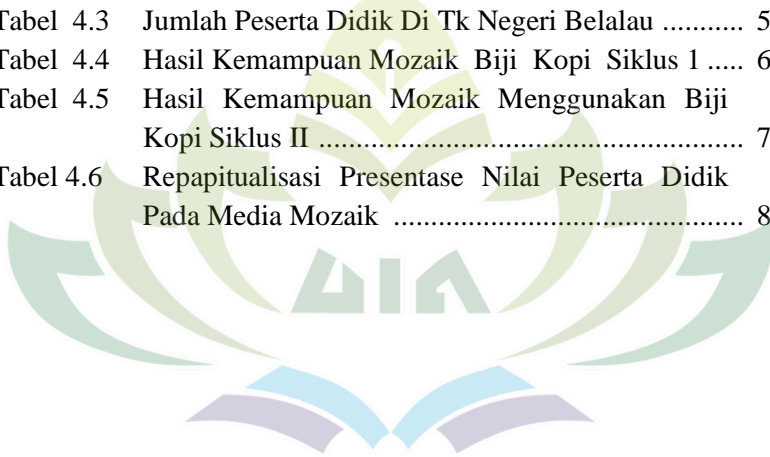 Tabel 4.3 Jumlah Peserta Didik Di Tk Negeri Belalau ........... 5
Tabel 4.4 Hasil Kemampuan Mozaik Biji Kopi Siklus 1 ..... 6
Tabel 4.5 Hasil Kemampuan Mozaik Menggunakan Biji
Kopi Siklus II ................................................................ 7
Tabel 4.6 Repapitualisasi Presentase Nilai Peserta Didik
Pada Media Mozaik .................................................... 8
UIN